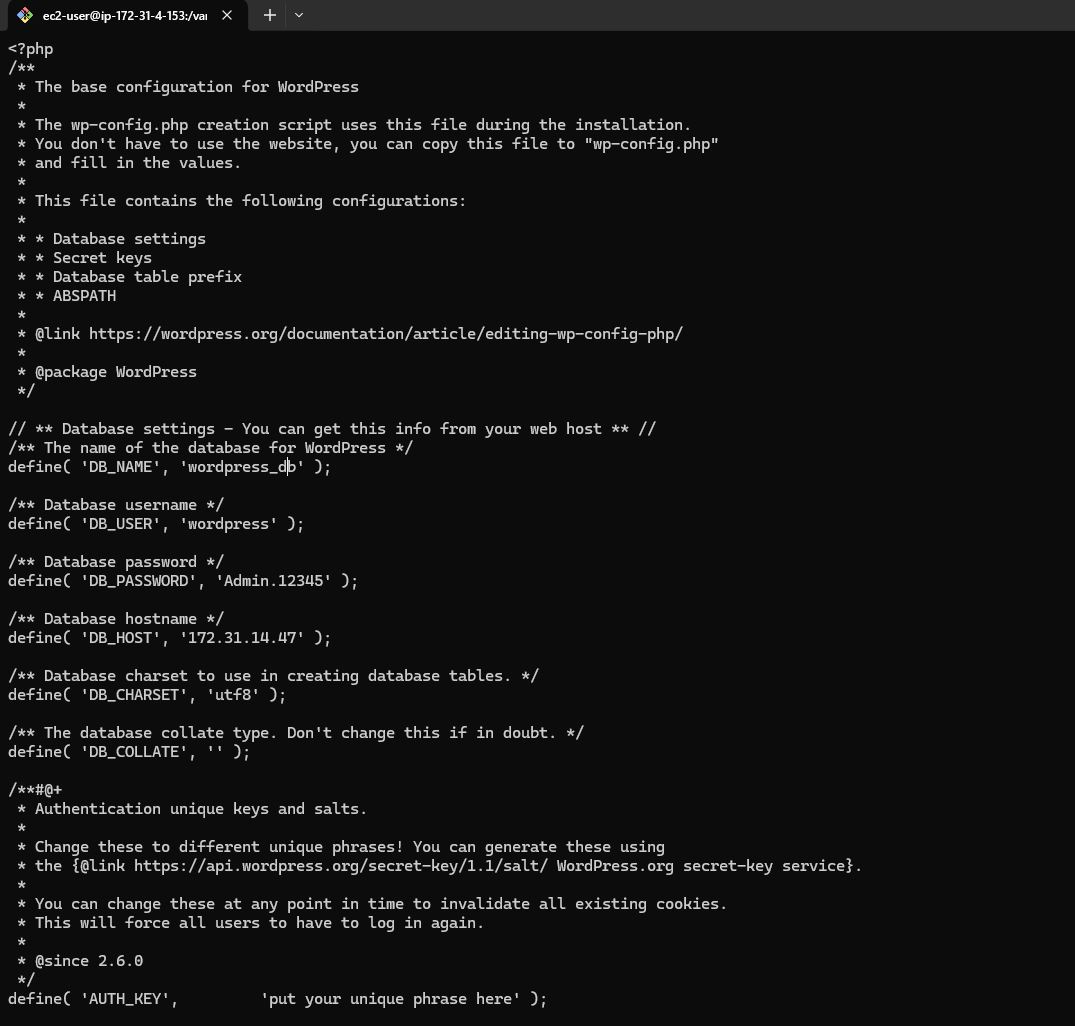 ec2-user@ip-172-31-4-153:/var
<?php
/**
 * The base configuration for WordPress
 *
 * The wp-config.php creation script uses this file during the installation.
 * You don't have to use the website, you can copy this file to "wp-config.php"
 * and fill in the values.
 *
 * This file contains the following configurations:
 *
 * * Database settings
 * * Secret keys
 * * Database table prefix
 * * ABSPATH
 *
 * @link https://wordpress.org/documentation/article/editing-wp-config-php/
 *
 * @package WordPress
 */

// ** Database settings - You can get this info from your web host ** //
/** The name of the database for WordPress */
define( 'DB_NAME', 'wordpress_db' );

/** Database username */
define( 'DB_USER', 'wordpress' );

/** Database password */
define( 'DB_PASSWORD', 'Admin.12345' );

/** Database hostname */
define( 'DB_HOST', '172.31.14.47' );

/** Database charset to use in creating database tables. */
define( 'DB_CHARSET', 'utf8' );

/** The database collate type. Don't change this if in doubt. */
define( 'DB_COLLATE', '' );

/**#@+
 * Authentication unique keys and salts.
 *
 * Change these to different unique phrases! You can generate these using
 * the {@link https://api.wordpress.org/secret-key/1.1/salt/ WordPress.org secret-key service}.
 *
 * You can change these at any point in time to invalidate all existing cookies.
 * This will force all users to have to log in again.
 *
 * @since 2.6.0
 */
define( 'AUTH_KEY',         'put your unique phrase here' );